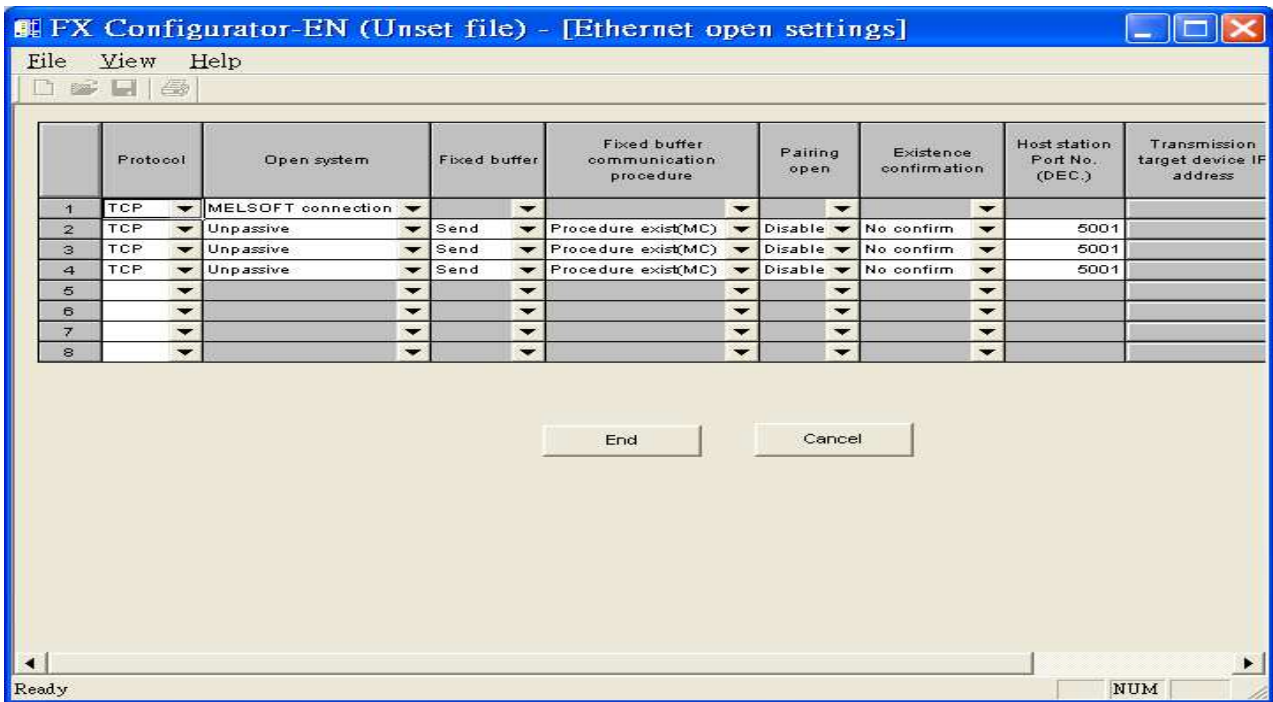 FX Configurator-EN (Unset file) - [Ethernet open settings]
File View Help
Protocol Open system Fixed buffer Fixed buffer communication procedure Pairing open Existence confirmation Host station Port No. (DEC.) Transmission target device IP address
1 TCP MELSOFT connection
2 TCP Unpassive Send Procedure exist(MC) Disable No confirm 5001
3 TCP Unpassive Send Procedure exist(MC) Disable No confirm 5001
4 TCP Unpassive Send Procedure exist(MC) Disable No confirm 5001
5
6
7
8
End Cancel
Ready NUM